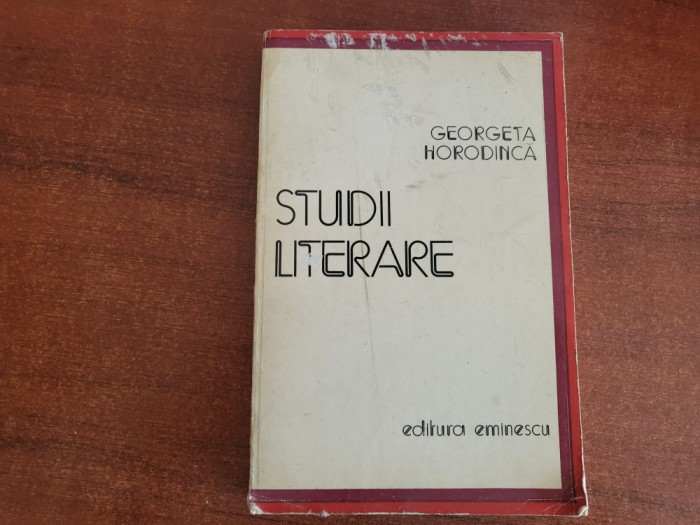 GEORGETA
HORODINCĂ
STUDII
LITERARE
editura eminescu